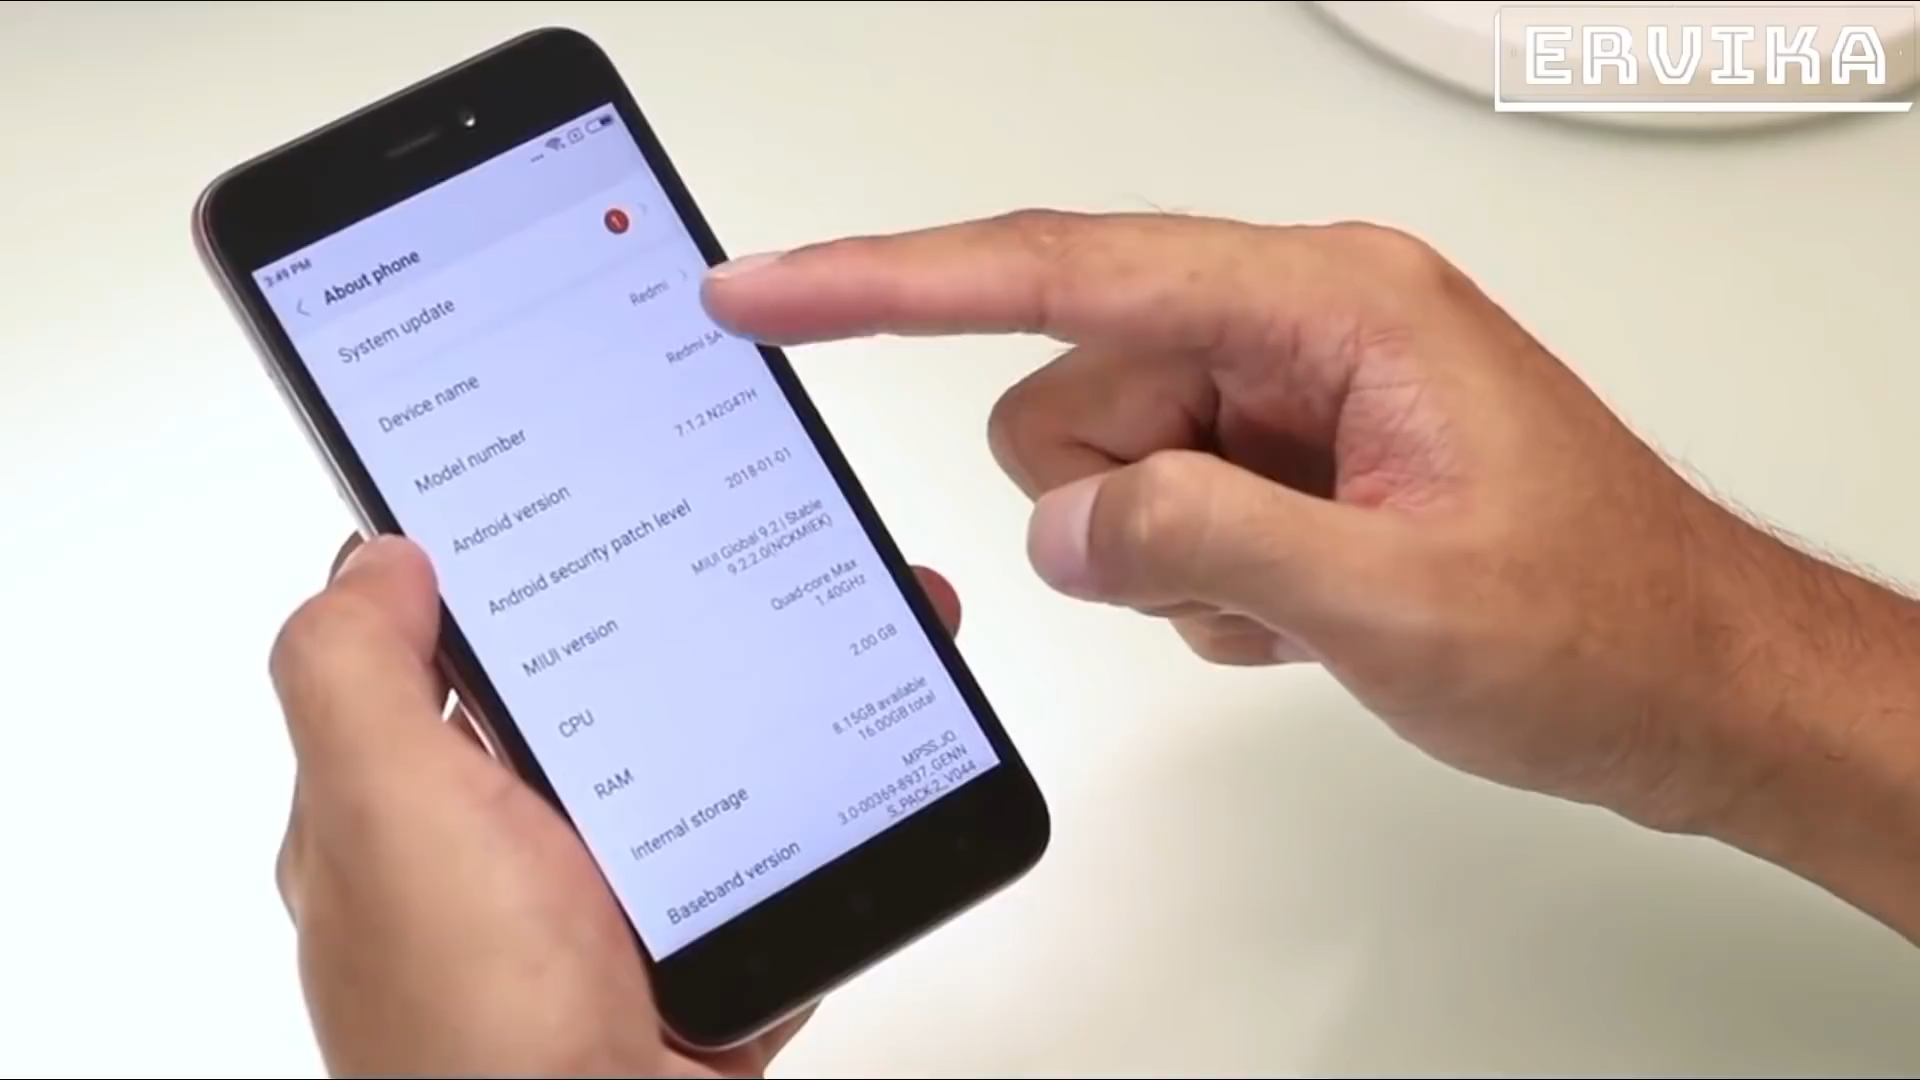 ERVIKA
3:49 PM
About phone
System update 1
Device name Redmi
Model number Redmi 5A
Android version 7.1.2 N2G47H
Android security patch level 2018-01-01
MIUI version MIUI Global 9.2 | Stable
9.2.2.0(NCKMIEK)
CPU Quad-core Max
1.40GHz
RAM 2.00 GB
Internal storage 8.15GB available
16.00GB total
Baseband version MPSS.JO.
3.0-00369-8937_GENN
S_PACK-2_V044